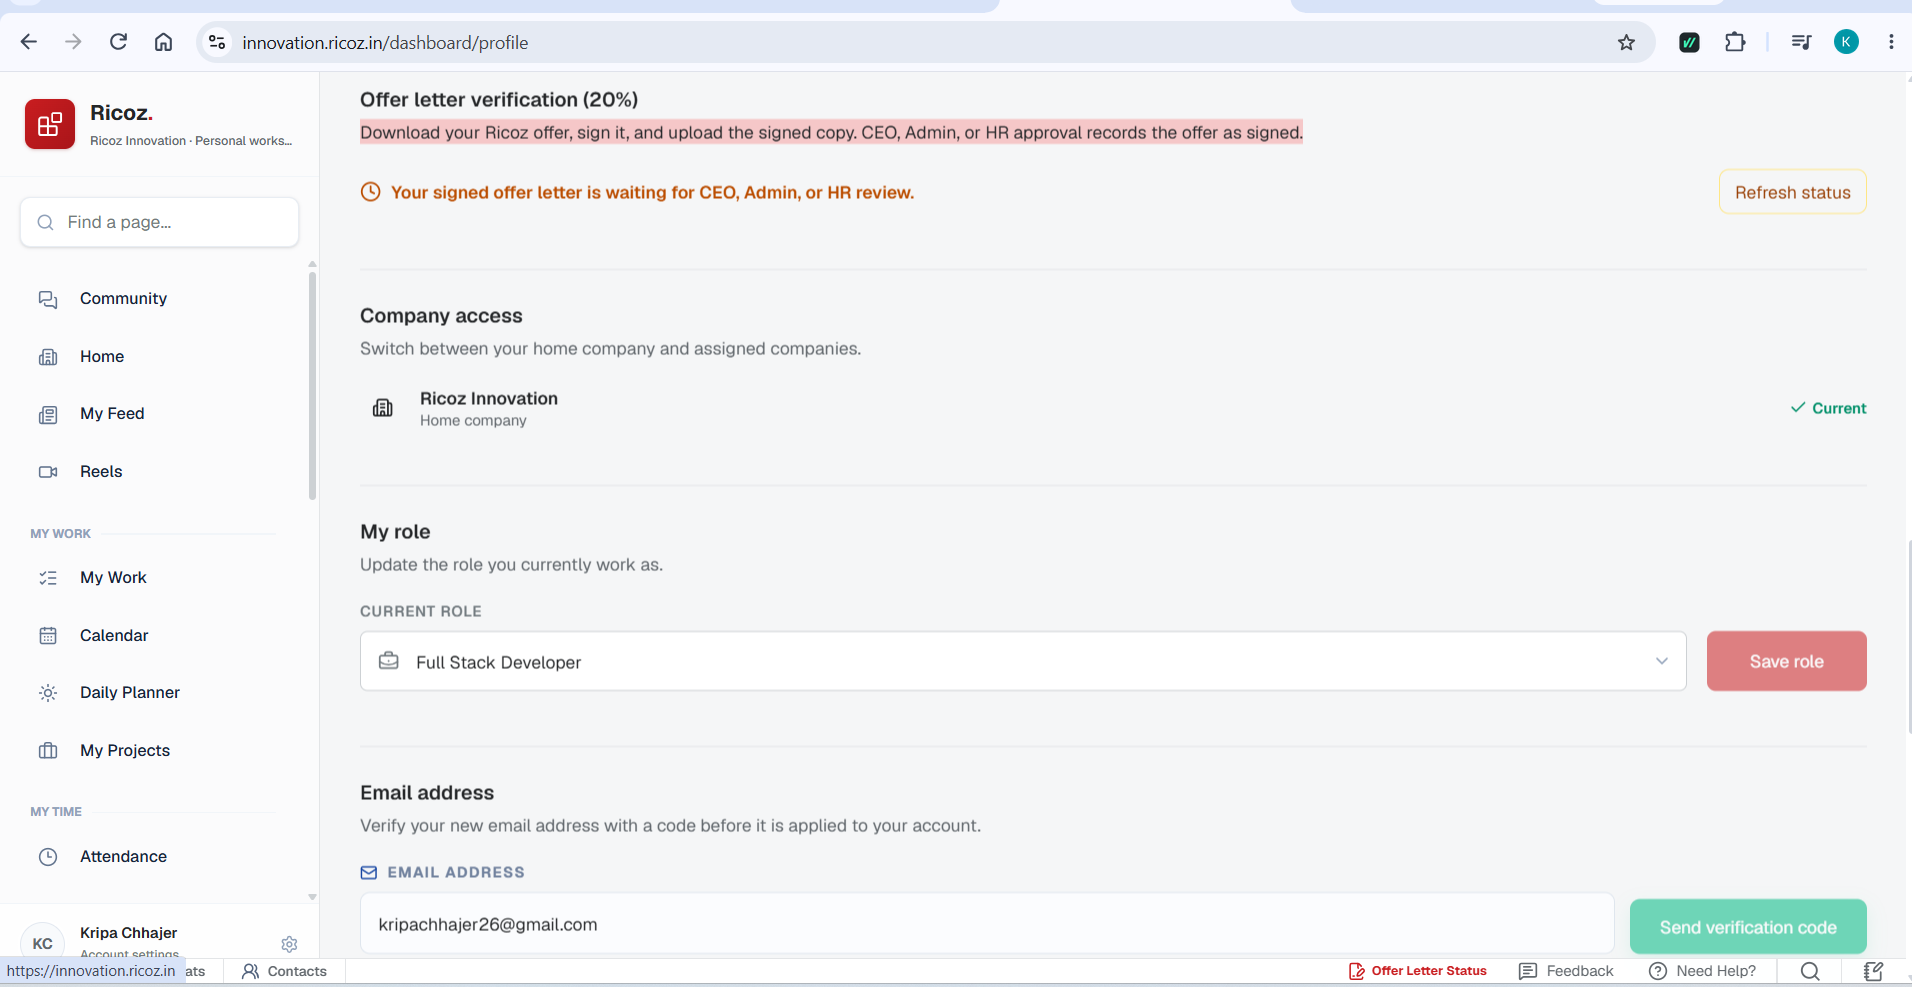 innovation.ricoz.in/dashboard/profile
K
Ricoz.
Ricoz Innovation · Personal works...
Find a page...
Community
Home
My Feed
Reels
MY WORK
My Work
Calendar
Daily Planner
My Projects
MY TIME
Attendance
KC
Kripa Chhajer
Account settings
https://innovation.ricoz.in
ats
Contacts
Offer letter verification (20%)
Download your Ricoz offer, sign it, and upload the signed copy. CEO, Admin, or HR approval records the offer as signed.
Your signed offer letter is waiting for CEO, Admin, or HR review.
Refresh status
Company access
Switch between your home company and assigned companies.
Ricoz Innovation
Home company
Current
My role
Update the role you currently work as.
CURRENT ROLE
Full Stack Developer
Save role
Email address
Verify your new email address with a code before it is applied to your account.
EMAIL ADDRESS
kripachhajer26@gmail.com
Send verification code
Offer Letter Status
Feedback
Need Help?